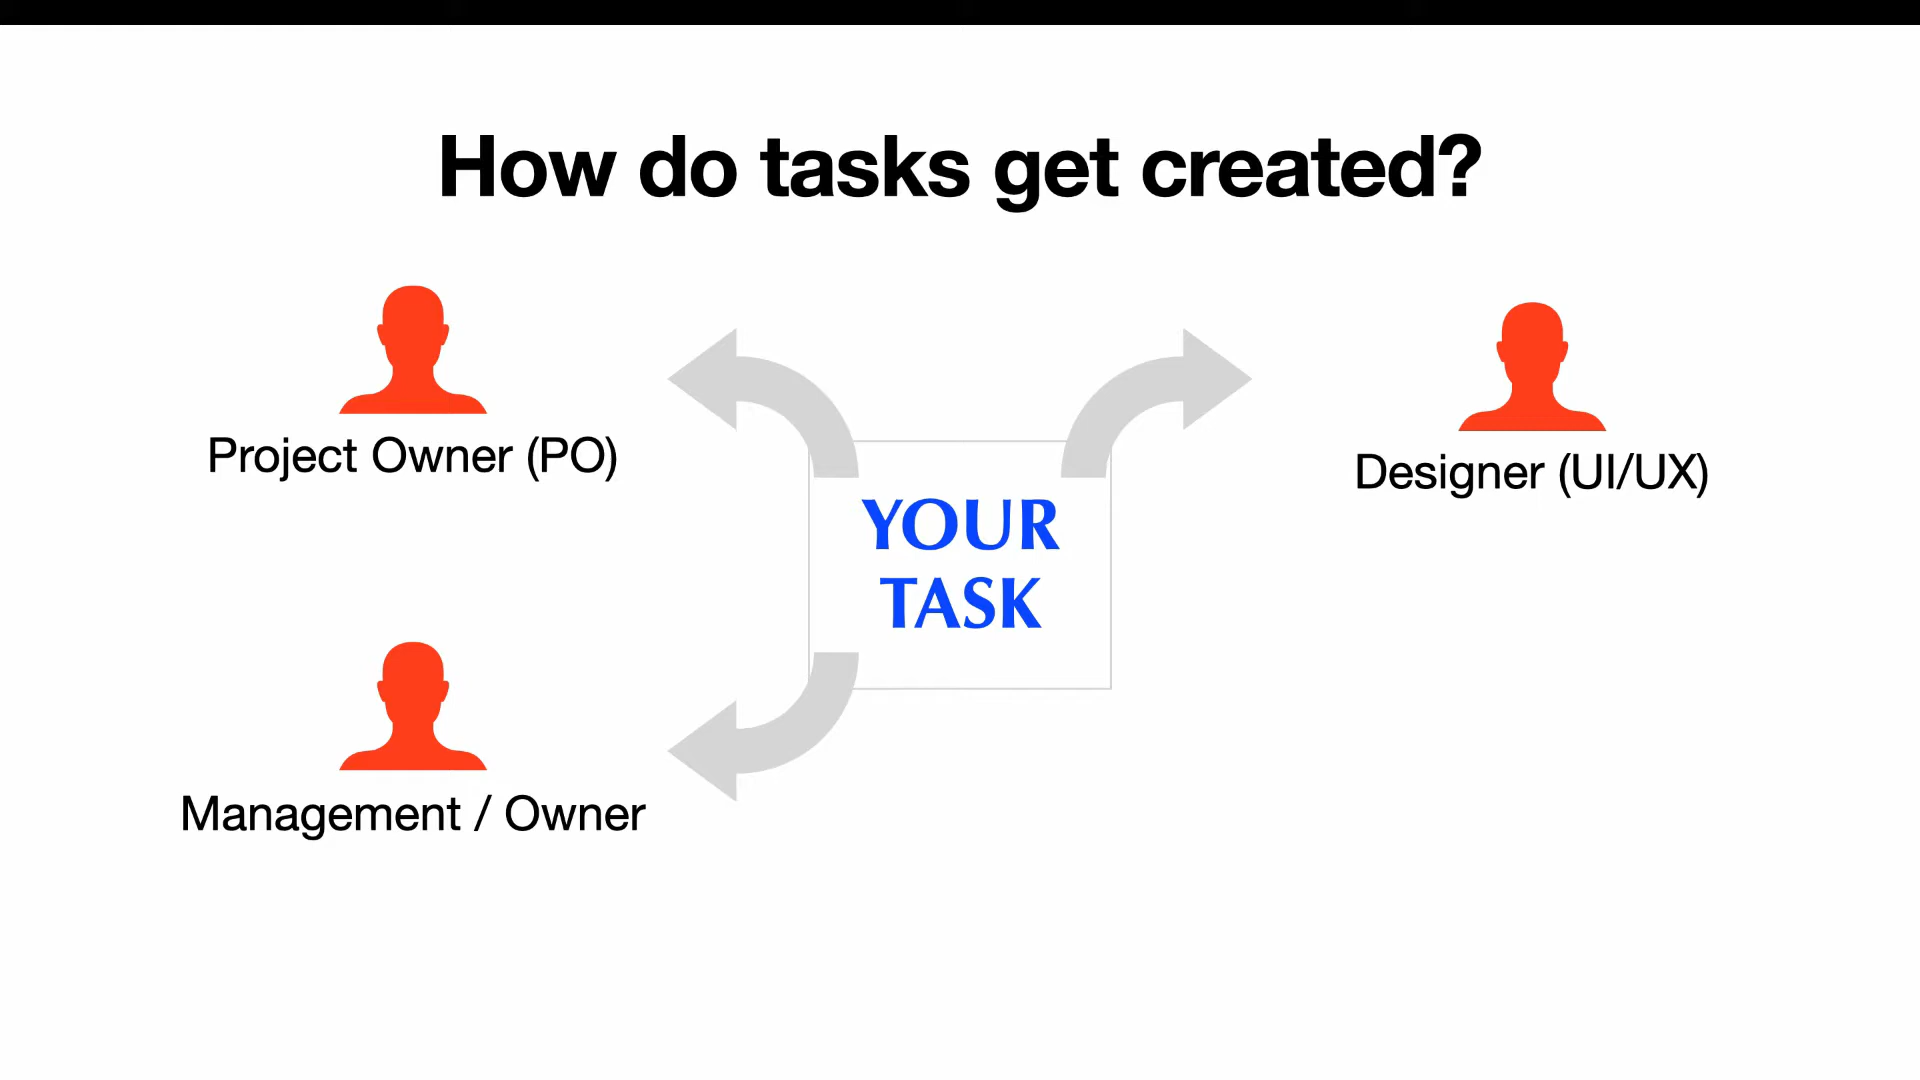 How do tasks get created?
Project Owner (PO)
Designer (UI/UX)
YOUR
TASK
Management / Owner